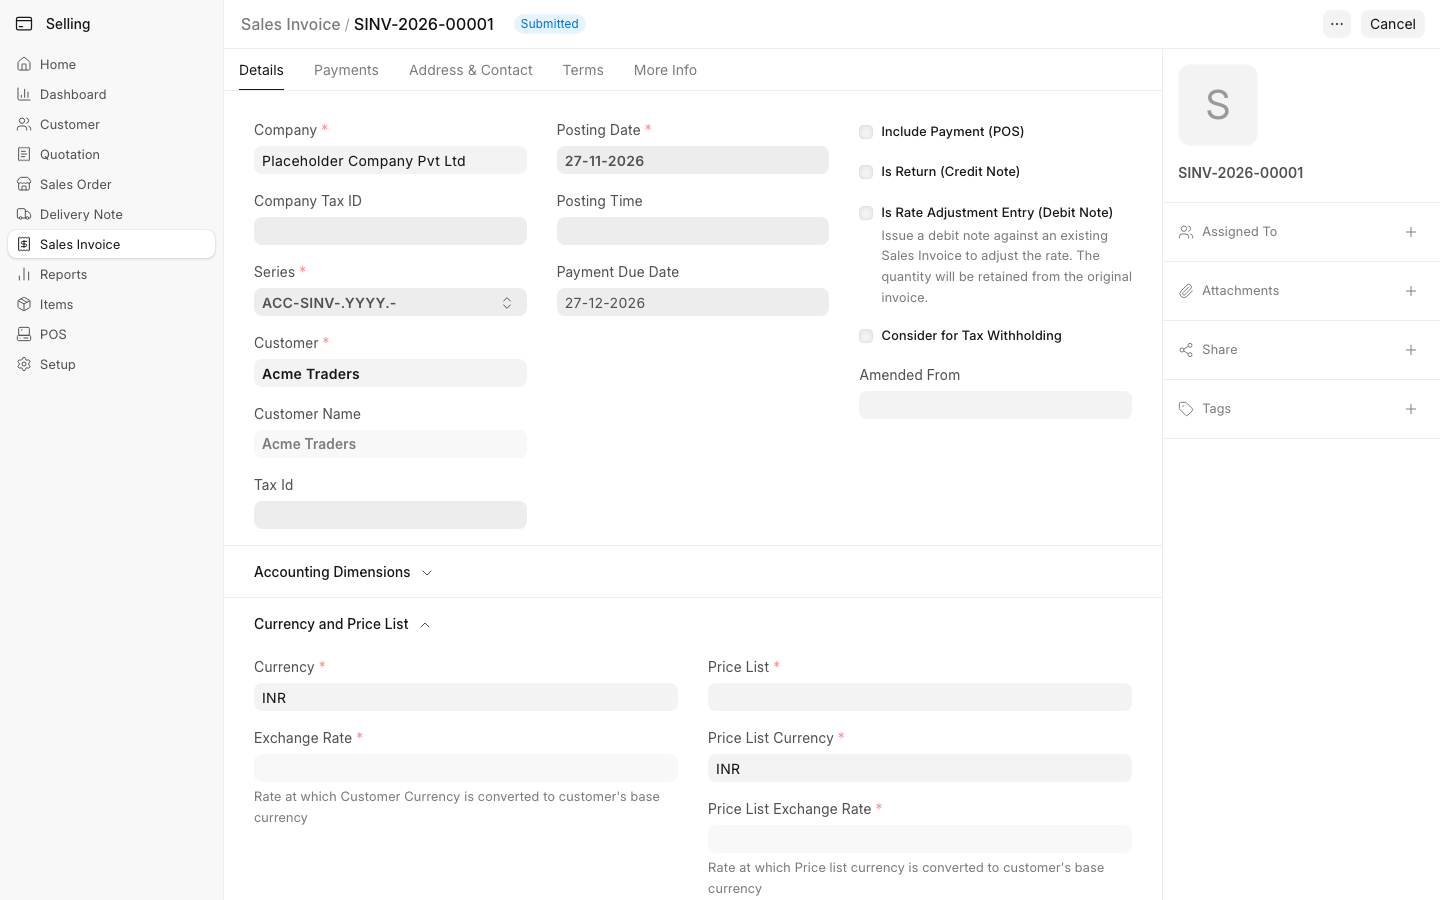 Selling
Home
Dashboard
Customer
Quotation
Sales Order
Delivery Note
Sales Invoice
Reports
Items
POS
Setup
Sales Invoice / SINV-2026-00001 Submitted
Cancel
Details Payments Address & Contact Terms More Info
Company *
Placeholder Company Pvt Ltd
Company Tax ID
Series *
ACC-SINV-.YYYY.-
Customer *
Acme Traders
Customer Name
Acme Traders
Tax Id
Posting Date *
27-11-2026
Posting Time
Payment Due Date
27-12-2026
Include Payment (POS)
Is Return (Credit Note)
Is Rate Adjustment Entry (Debit Note)
Issue a debit note against an existing
Sales Invoice to adjust the rate. The
quantity will be retained from the original
invoice.
Consider for Tax Withholding
Amended From
Accounting Dimensions
Currency and Price List
Currency *
INR
Exchange Rate *
Rate at which Customer Currency is converted to customer's base
currency
Price List *
Price List Currency *
INR
Price List Exchange Rate *
Rate at which Price list currency is converted to customer's base
currency
S
SINV-2026-00001
Assigned To
Attachments
Share
Tags